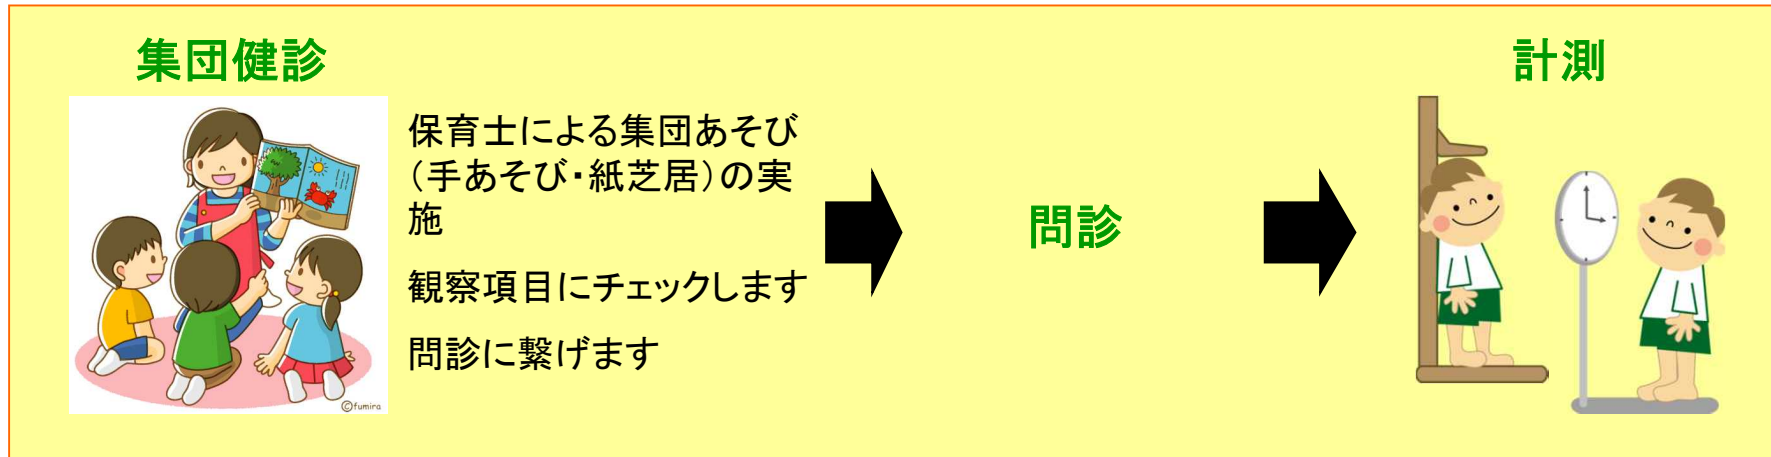 集団健診
保育士による集団あそび
(手あそび・紙芝居)の実
施
観察項目にチェックします
問診に繋げます
©fumira
問診
計測